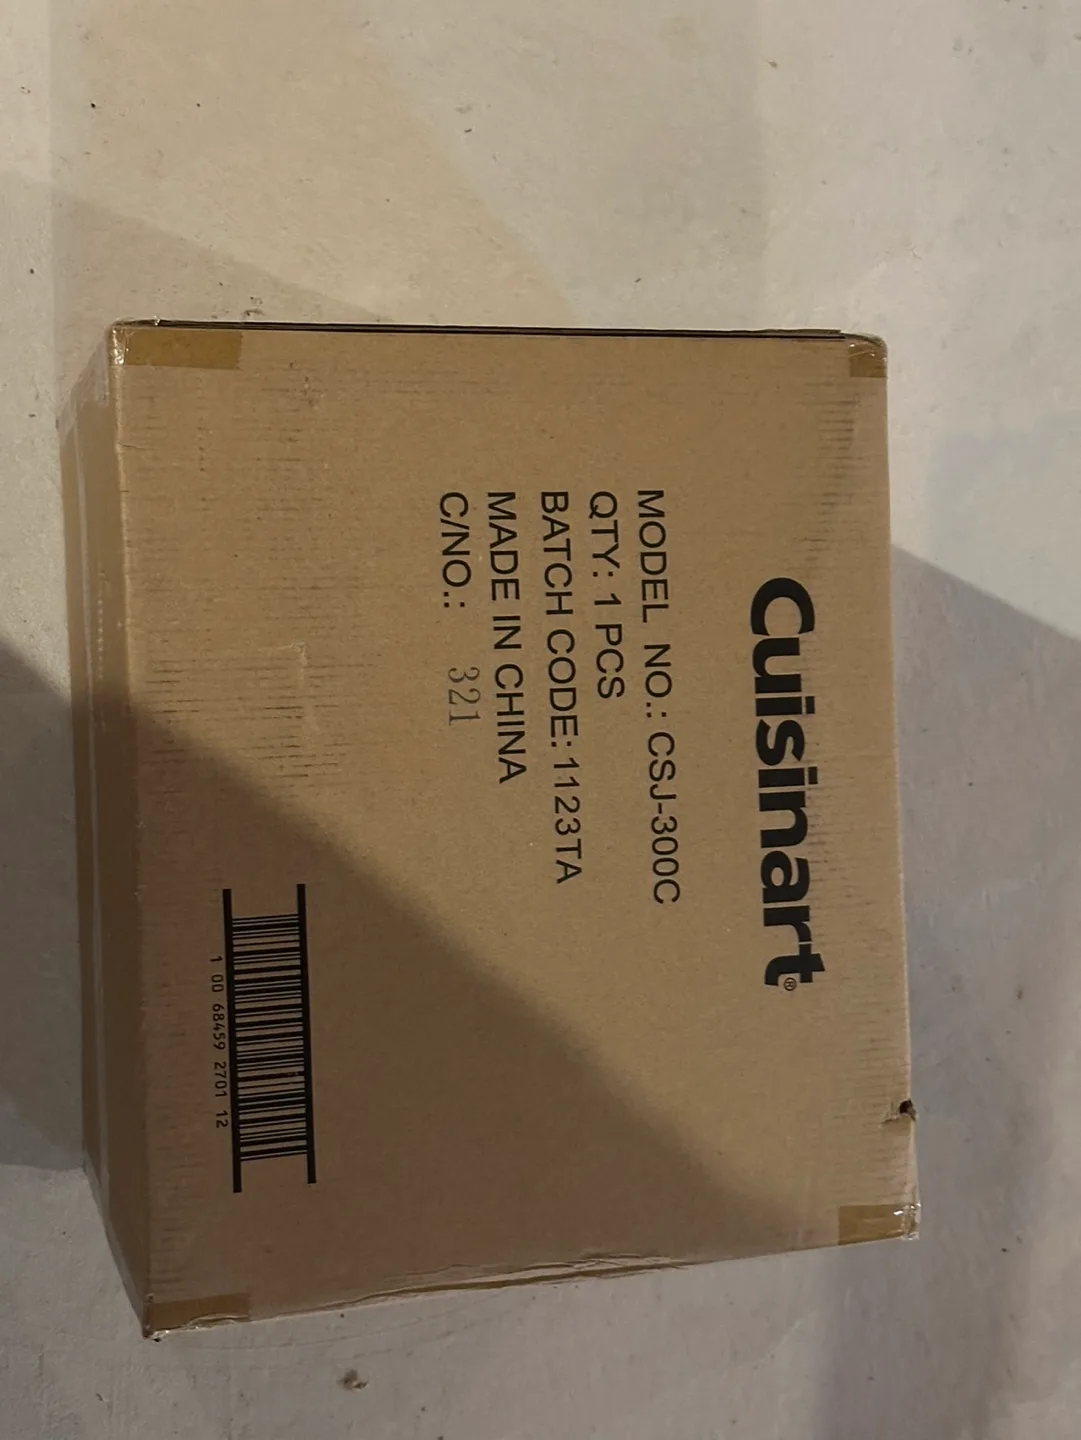 Cuisinart®
MODEL NO.: CSJ-300C
QTY: 1 PCS
BATCH CODE: 1123TA
MADE IN CHINA
C/NO.: 321
1 00 68459 2701 12